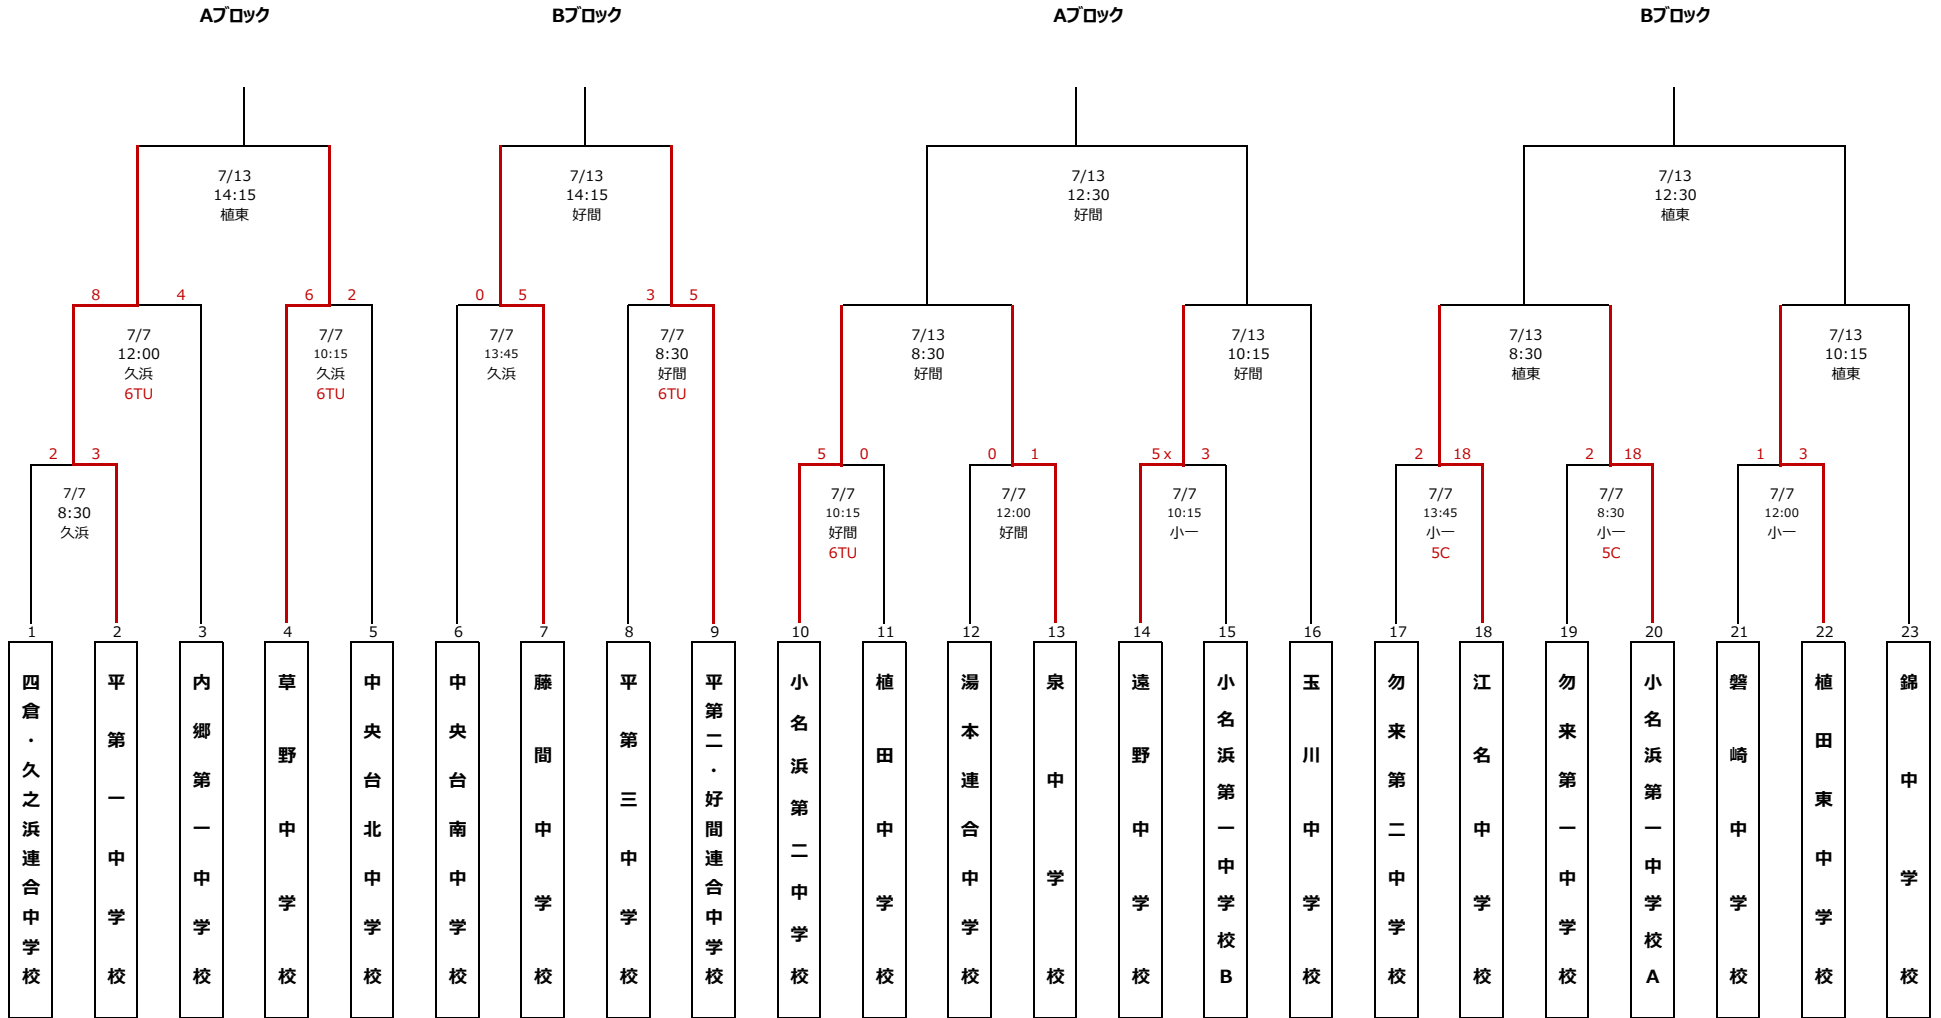 Aブロック
Bブロック
Aブロック
Bブロック
7/13
14:15
植東
7/13
14:15
好間
7/13
12:30
好間
7/13
12:30
植東
8 4
6 2
0 5
3 5
7/7
12:00
久浜
6TU
7/7
10:15
久浜
6TU
7/7
13:45
久浜
7/7
8:30
好間
6TU
7/13
8:30
好間
7/13
10:15
好間
7/13
8:30
植東
7/13
10:15
植東
2 3
5 0
0 1
5x 3
2 18
2 18
1 3
7/7
8:30
久浜
7/7
10:15
好間
6TU
7/7
12:00
好間
7/7
10:15
小一
7/7
13:45
小一
5C
7/7
8:30
小一
5C
7/7
12:00
小一
1
四倉・久之浜連合中学校
2
平第一中学校
3
内郷第一中学校
4
草野中学校
5
中央台北中学校
6
中央台南中学校
7
藤間中学校
8
平第三中学校
9
平第二・好間連合中学校
10
小名浜第二中学校
11
植田中学校
12
湯本連合中学校
13
泉中学校
14
遠野中学校
15
小名浜第一中学校B
16
玉川中学校
17
勿来第二中学校
18
江名中学校
19
勿来第一中学校
20
小名浜第一中学校A
21
磐崎中学校
22
植田東中学校
23
錦中学校